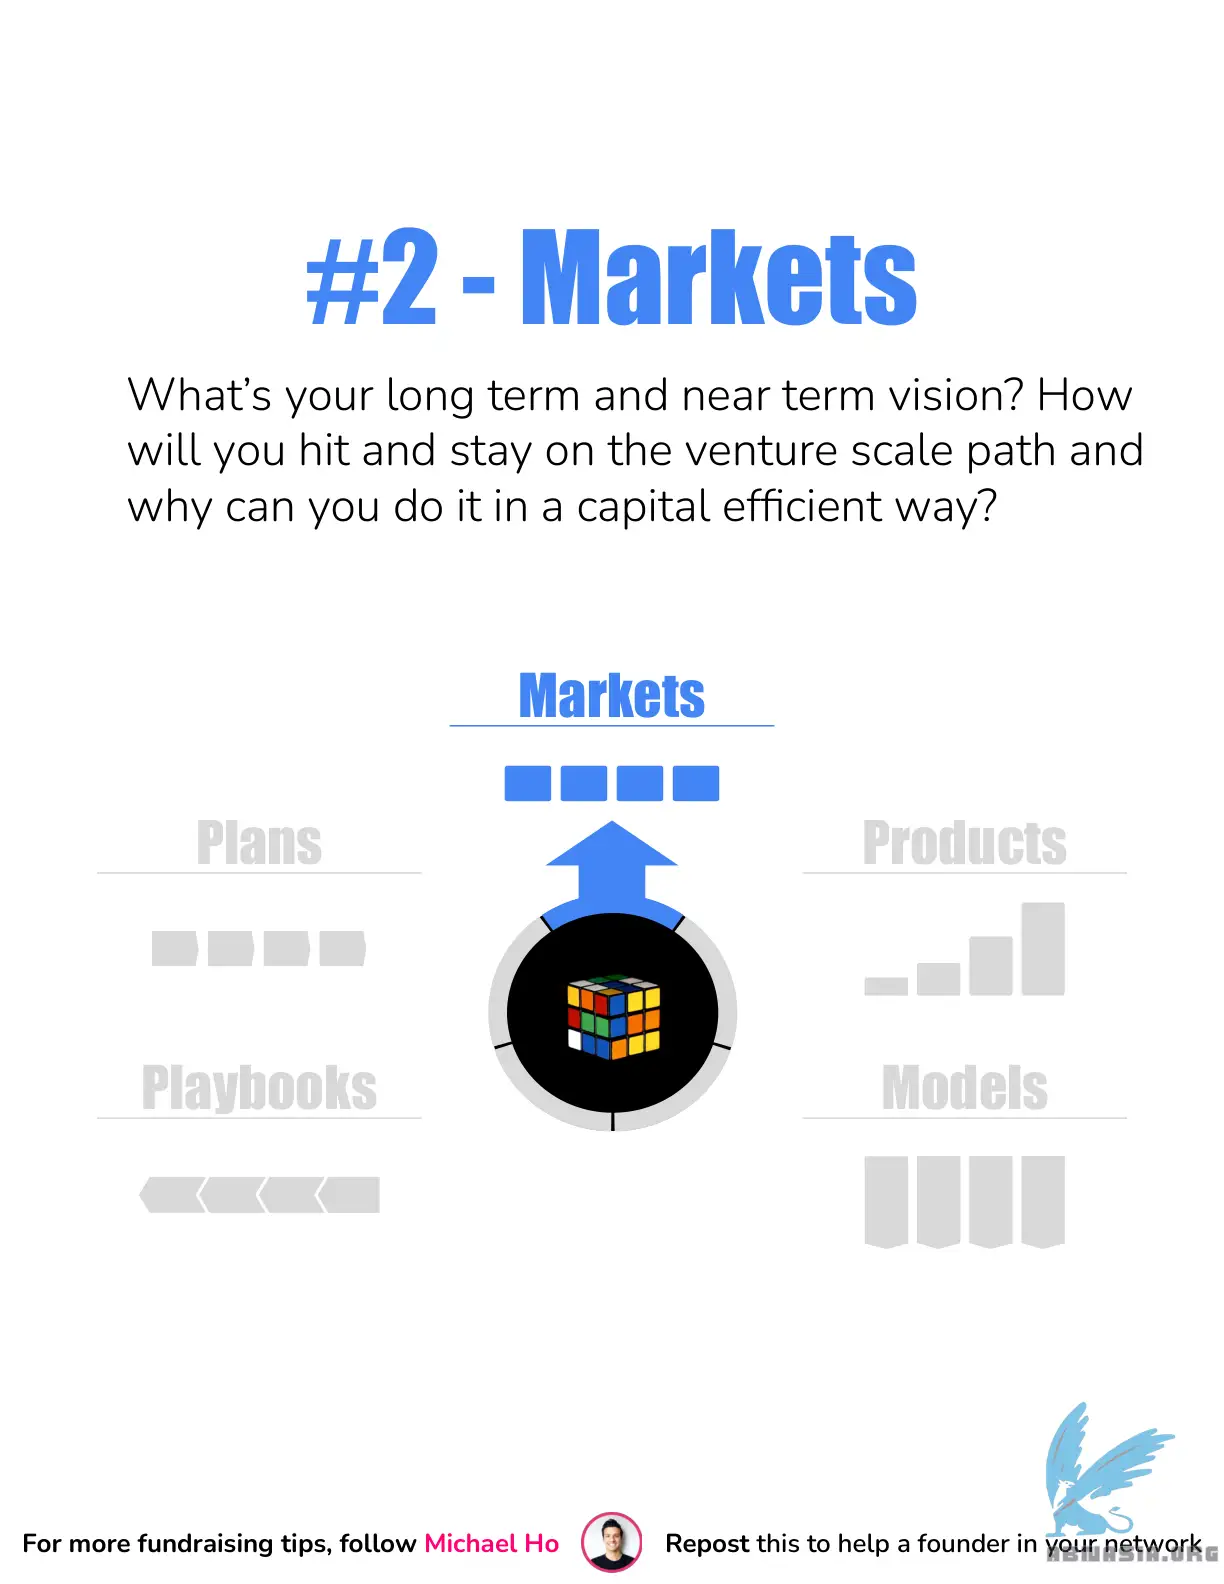 #2 - Markets
What’s your long term and near term vision? How
will you hit and stay on the venture scale path and
why can you do it in a capital efficient way?
Markets
Plans
Products
Playbooks
Models
For more fundraising tips, follow Michael Ho
Repost this to help a founder in your network
ABNASIA.ORG